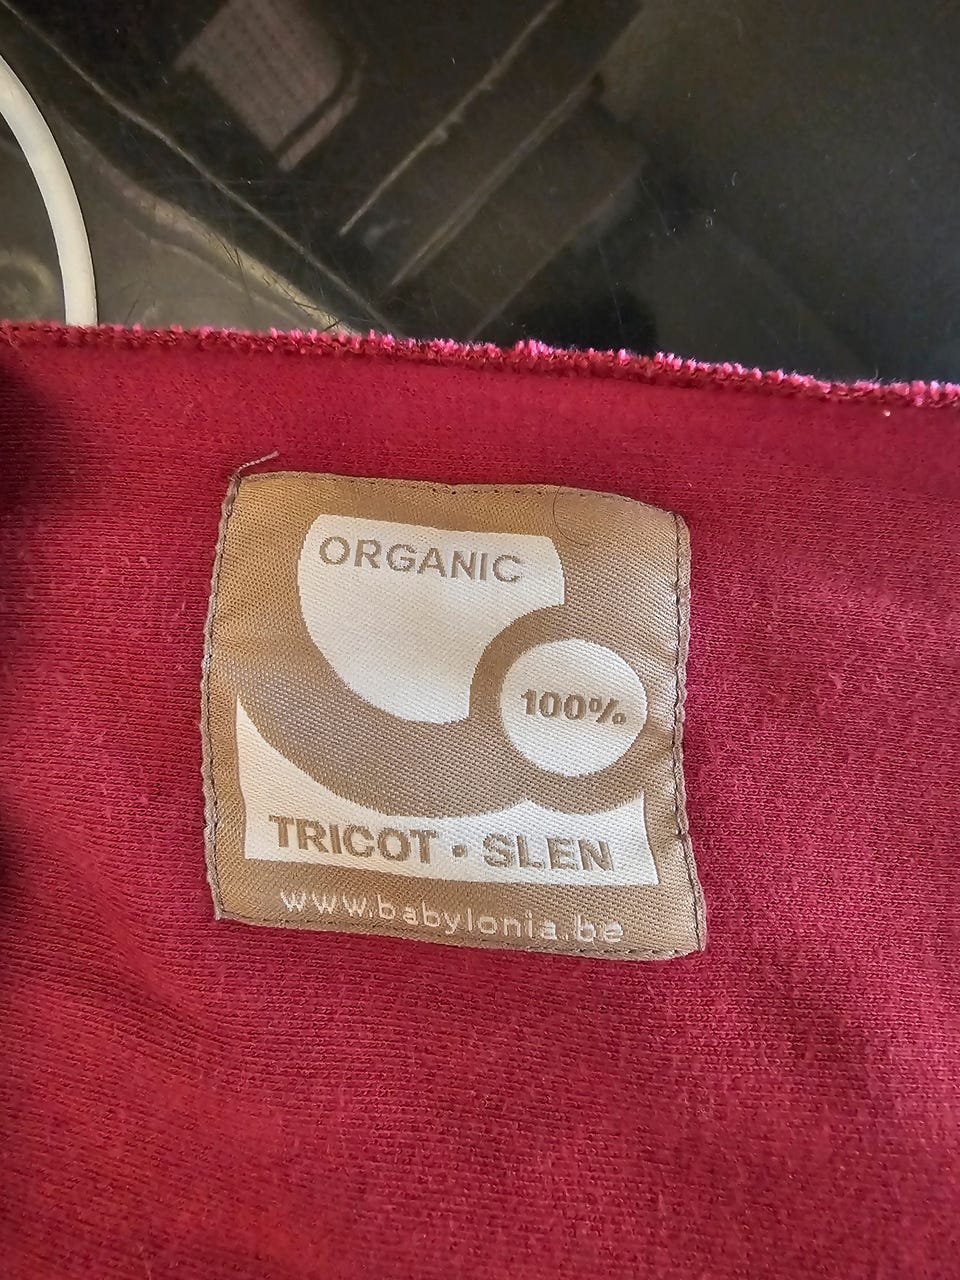 ORGANIC
100%
TRICOT • SLEN
www.babylonia.be